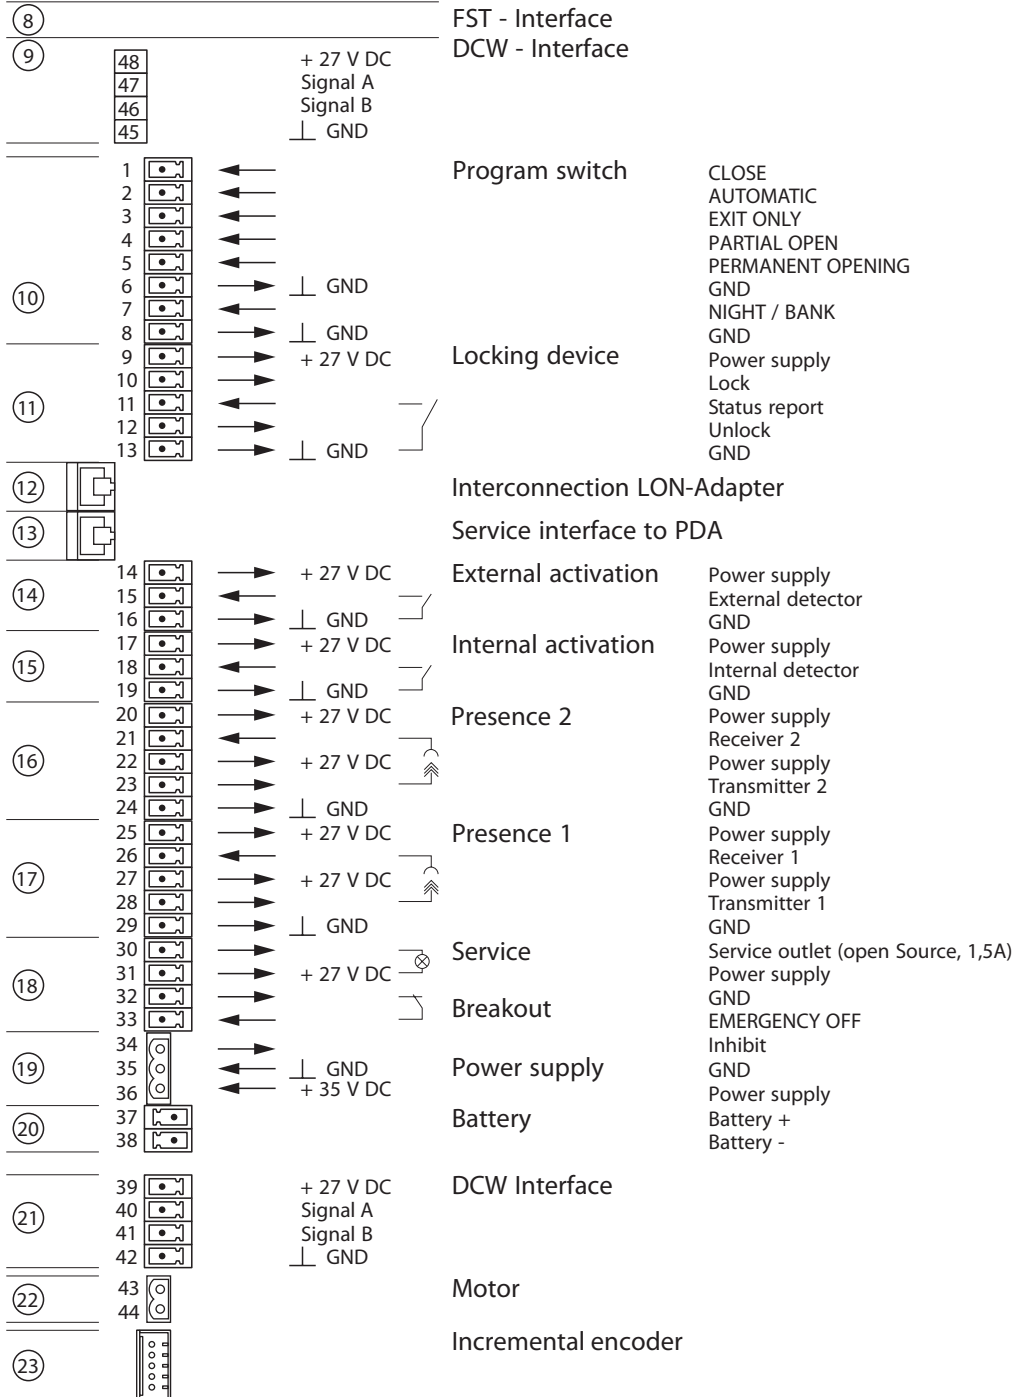 8 FST - Interface
9 DCW - Interface
48 + 27 V DC
47 Signal A
46 Signal B
45 GND
1 Program switch CLOSE
2 AUTOMATIC
3 EXIT ONLY
4 PARTIAL OPEN
5 PERMANENT OPENING
6 GND GND
10 7 NIGHT / BANK
8 GND GND
9 + 27 V DC Locking device Power supply
10 Lock
11 11 Status report
12 Unlock
13 GND GND
12 Interconnection LON-Adapter
13 Service interface to PDA
14 + 27 V DC External activation Power supply
14 15 External detector
16 GND GND
17 + 27 V DC Internal activation Power supply
15 18 Internal detector
19 GND GND
20 + 27 V DC Presence 2 Power supply
21 Receiver 2
16 22 + 27 V DC Power supply
23 Transmitter 2
24 GND GND
25 + 27 V DC Presence 1 Power supply
26 Receiver 1
17 27 + 27 V DC Power supply
28 Transmitter 1
29 GND GND
30 Service Service outlet (open Source, 1,5A)
18 31 + 27 V DC Power supply
32 Breakout GND
33 EMERGENCY OFF
34 Inhibit
19 35 GND Power supply GND
36 + 35 V DC Power supply
20 37 Battery Battery +
38 Battery -
39 + 27 V DC DCW Interface
21 40 Signal A
41 Signal B
42 GND
22 43 Motor
44
23 Incremental encoder